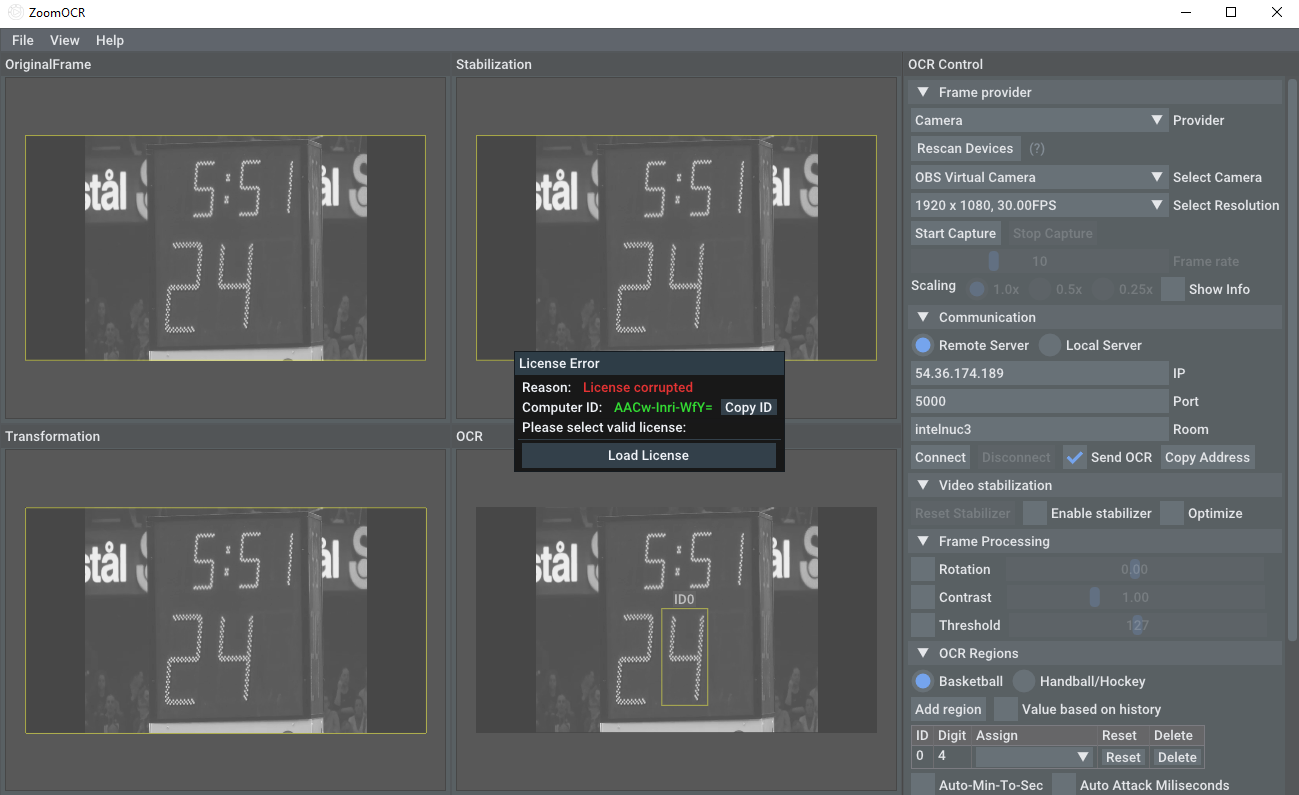 ZoomOCR
File View Help
OriginalFrame
stål
5:51
24
Stabilization
stål
5:51
24
License Error
Reason: License corrupted
Computer ID: AACw-Inri-WfY= Copy ID
Please select valid license:
Load License
Transformation
stål
5:51
24
OCR
stål
5:51
ID0
24
OCR Control
Frame provider
Camera Provider
Rescan Devices (?)
OBS Virtual Camera Select Camera
1920 x 1080, 30.00FPS Select Resolution
Start Capture Stop Capture
10 Frame rate
Scaling 1.0x 0.5x 0.25x Show Info
Communication
Remote Server Local Server
54.36.174.189 IP
5000 Port
intelnuc3 Room
Connect Disconnect Send OCR Copy Address
Video stabilization
Reset Stabilizer Enable stabilizer Optimize
Frame Processing
Rotation 0.00
Contrast 1.00
Threshold 127
OCR Regions
Basketball Handball/Hockey
Add region Value based on history
ID Digit Assign Reset Delete
0 4 Reset Delete
Auto-Min-To-Sec Auto Attack Miliseconds